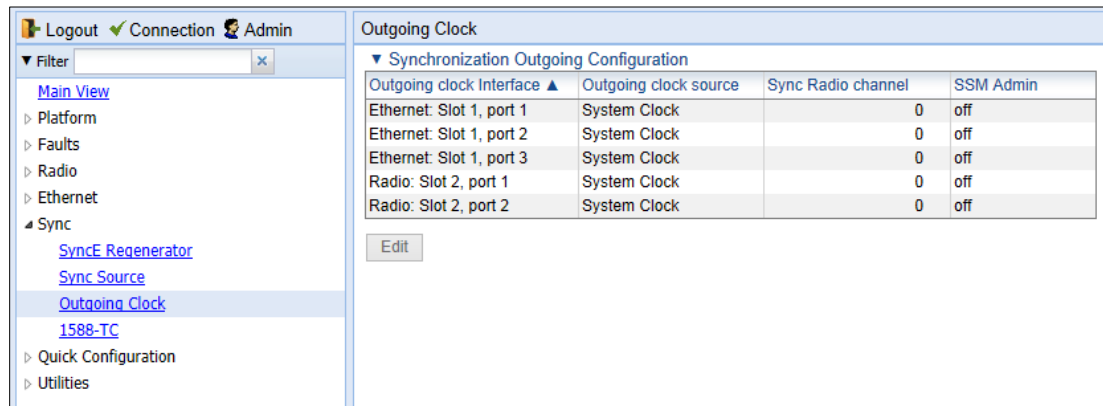 Logout Connection Admin
Filter
Main View
Platform
Faults
Radio
Ethernet
Sync
SyncE Regenerator
Sync Source
Outgoing Clock
1588-TC
Quick Configuration
Utilities
Outgoing Clock
Synchronization Outgoing Configuration
Outgoing clock Interface ▲ Outgoing clock source Sync Radio channel SSM Admin
Ethernet: Slot 1, port 1 System Clock 0 off
Ethernet: Slot 1, port 2 System Clock 0 off
Ethernet: Slot 1, port 3 System Clock 0 off
Radio: Slot 2, port 1 System Clock 0 off
Radio: Slot 2, port 2 System Clock 0 off
Edit